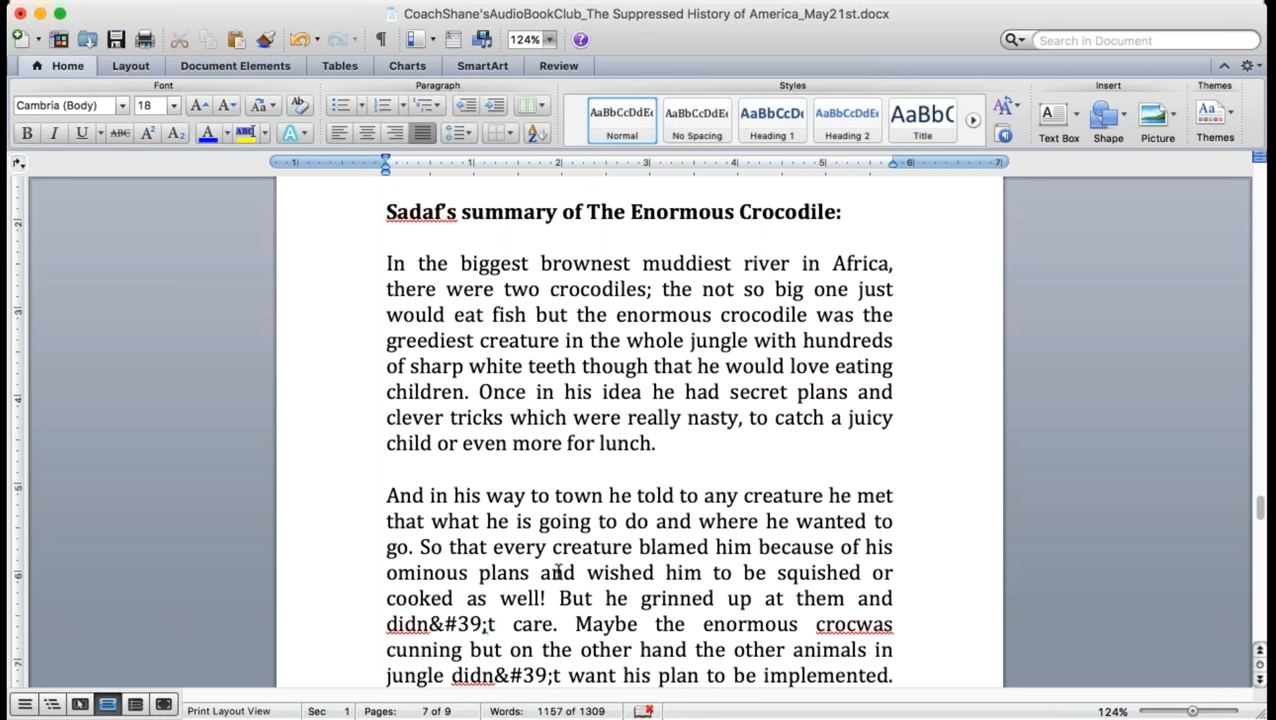 CoachShane'sAudioBookClub_The Suppressed History of America_May21st.docx
124%
Search in Document
Home Layout Document Elements Tables Charts SmartArt Review
Font Paragraph Styles Insert Themes
Cambria (Body) 18
AaBbCcDdEe AaBbCcDdEe AaBbCcDc AaBbCcDdEe AaBbC
Normal No Spacing Heading 1 Heading 2 Title
Text Box Shape Picture Themes
Sadaf's summary of The Enormous Crocodile:
In the biggest brownest muddiest river in Africa,
there were two crocodiles; the not so big one just
would eat fish but the enormous crocodile was the
greediest creature in the whole jungle with hundreds
of sharp white teeth though that he would love eating
children. Once in his idea he had secret plans and
clever tricks which were really nasty, to catch a juicy
child or even more for lunch.
And in his way to town he told to any creature he met
that what he is going to do and where he wanted to
go. So that every creature blamed him because of his
ominous plans and wished him to be squished or
cooked as well! But he grinned up at them and
didn&#39;t care. Maybe the enormous crocwas
cunning but on the other hand the other animals in
jungle didn&#39;t want his plan to be implemented.
Print Layout View Sec 1 Pages: 7 of 9 Words: 1157 of 1309 124%